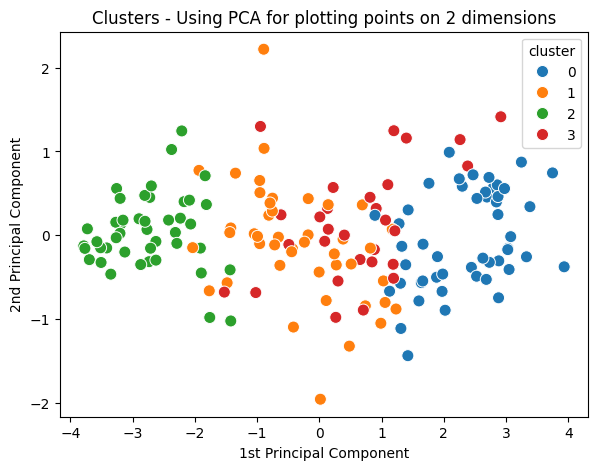 Clusters - Using PCA for plotting points on 2 dimensions
cluster
0
1
2
3
2
1
0
−1
−2
2nd Principal Component
−4 −3 −2 −1 0 1 2 3 4
1st Principal Component